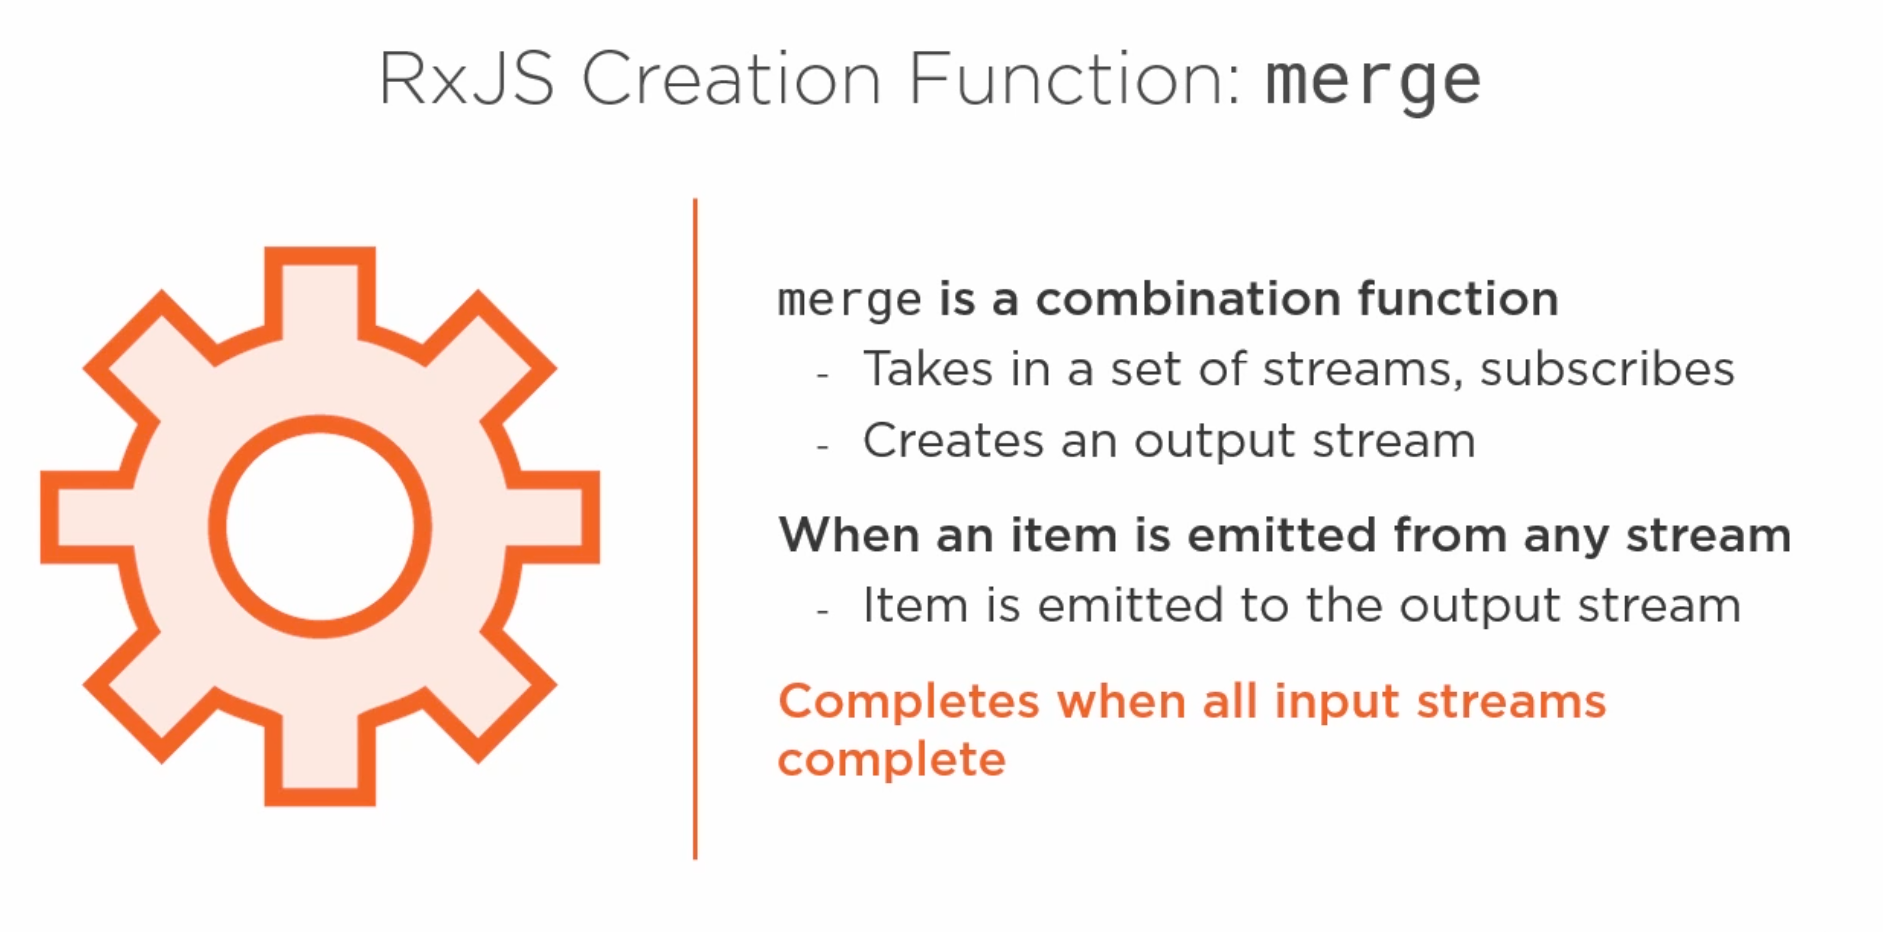 RxJS Creation Function: merge
merge is a combination function
- Takes in a set of streams, subscribes
- Creates an output stream
When an item is emitted from any stream
- Item is emitted to the output stream
Completes when all input streams
complete